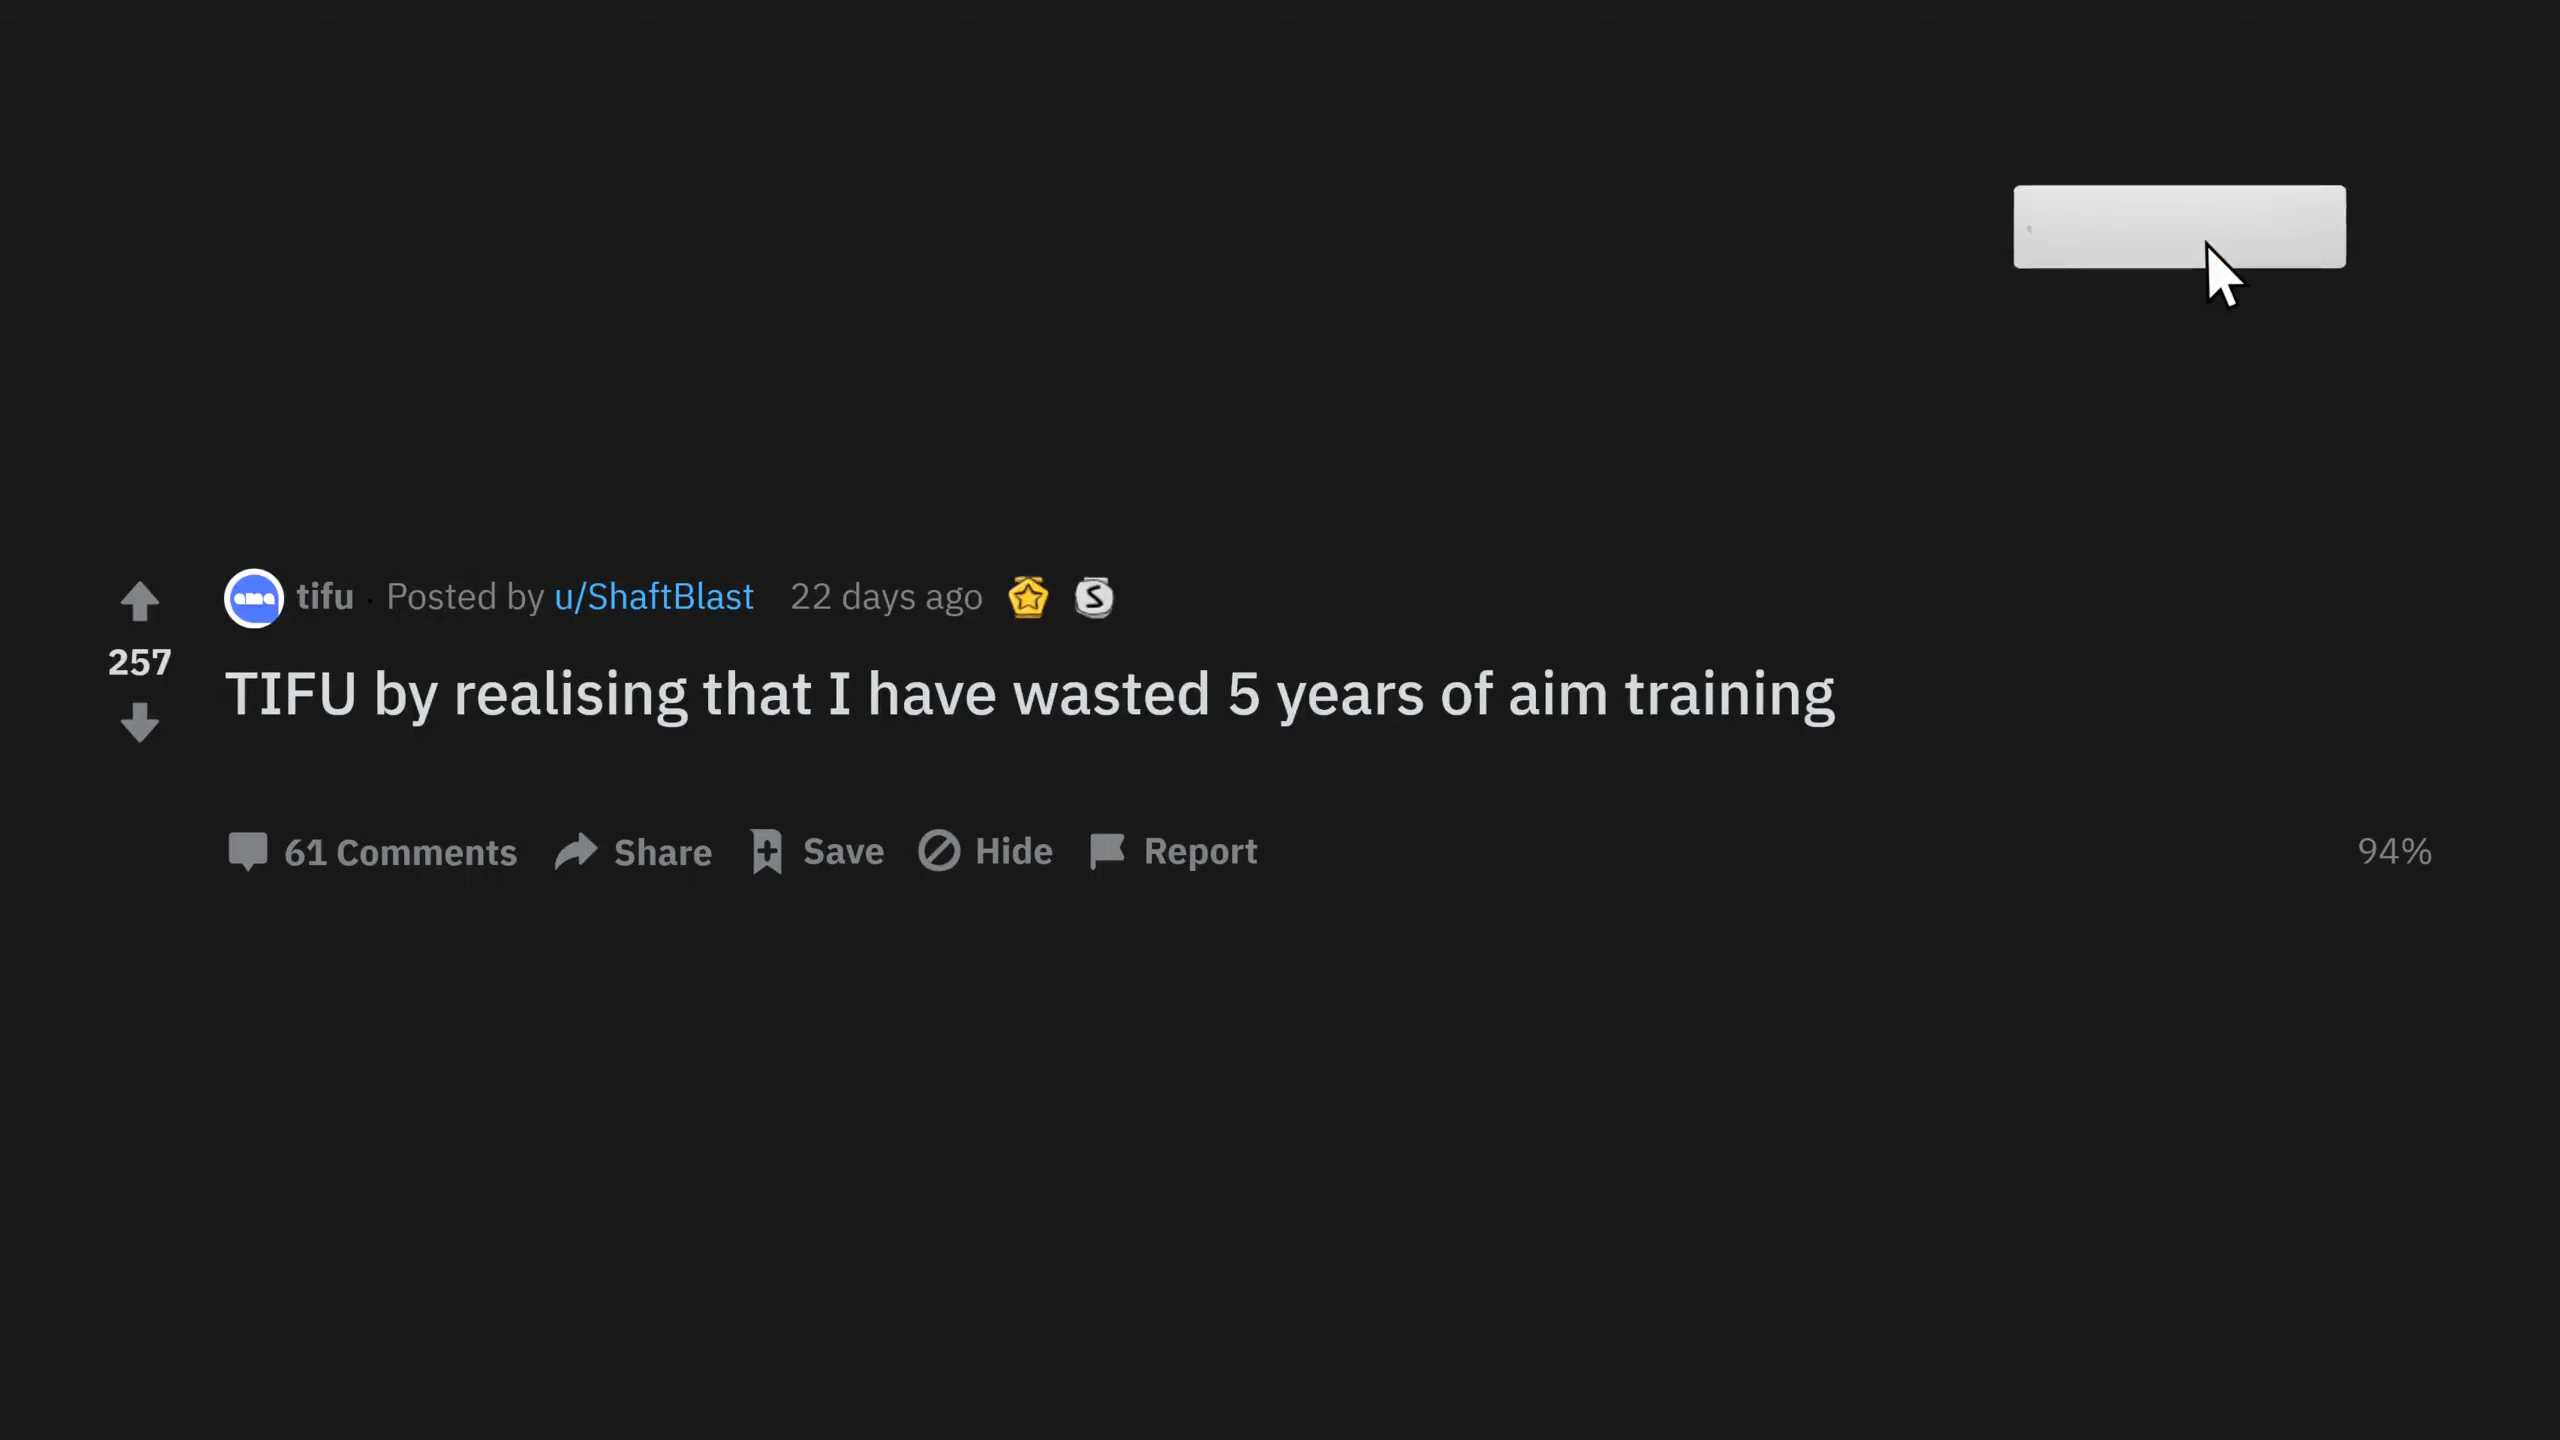 tifu · Posted by u/ShaftBlast 22 days ago
257
TIFU by realising that I have wasted 5 years of aim training
61 Comments Share Save Hide Report 94%